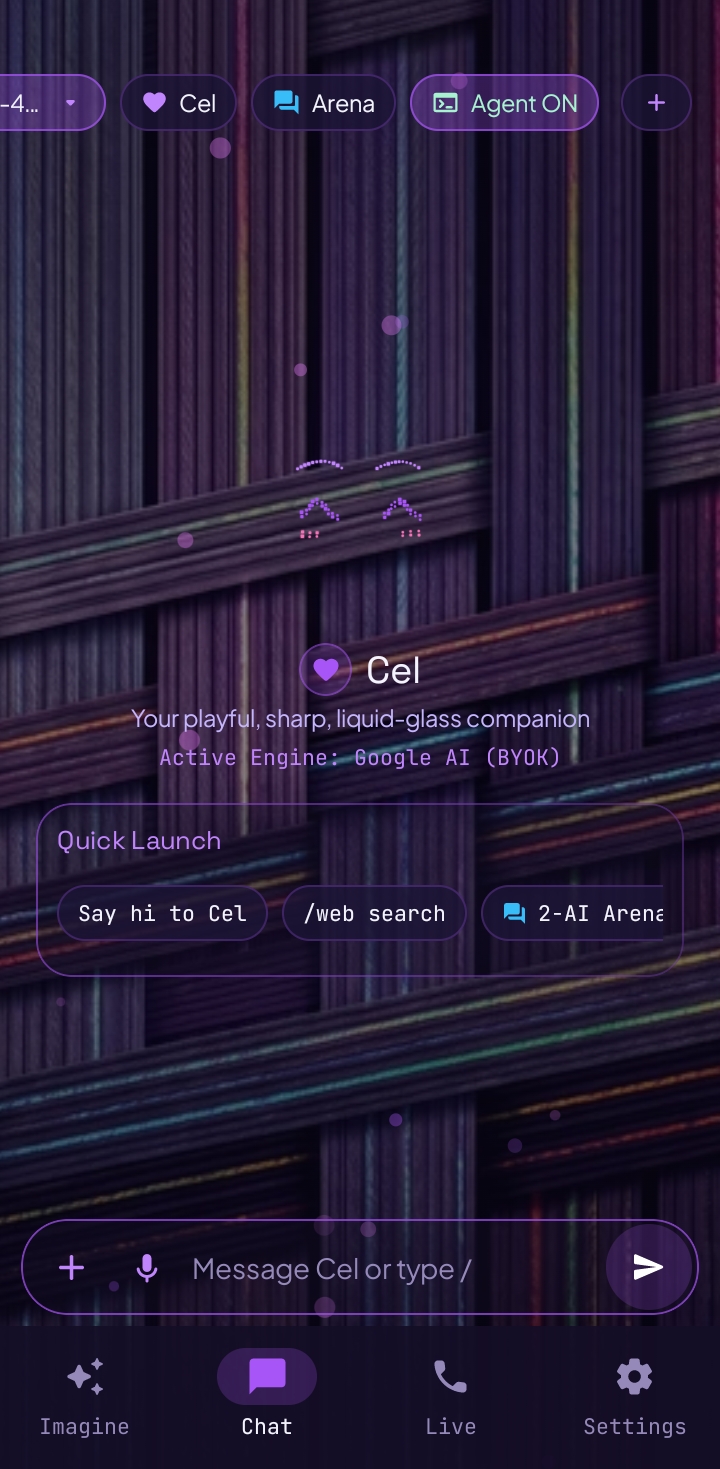 -4...
Cel
Arena
Agent ON
Cel
Your playful, sharp, liquid-glass companion
Active Engine: Google AI (BYOK)
Quick Launch
Say hi to Cel
/web search
2-AI Arena
Message Cel or type /
Imagine
Chat
Live
Settings